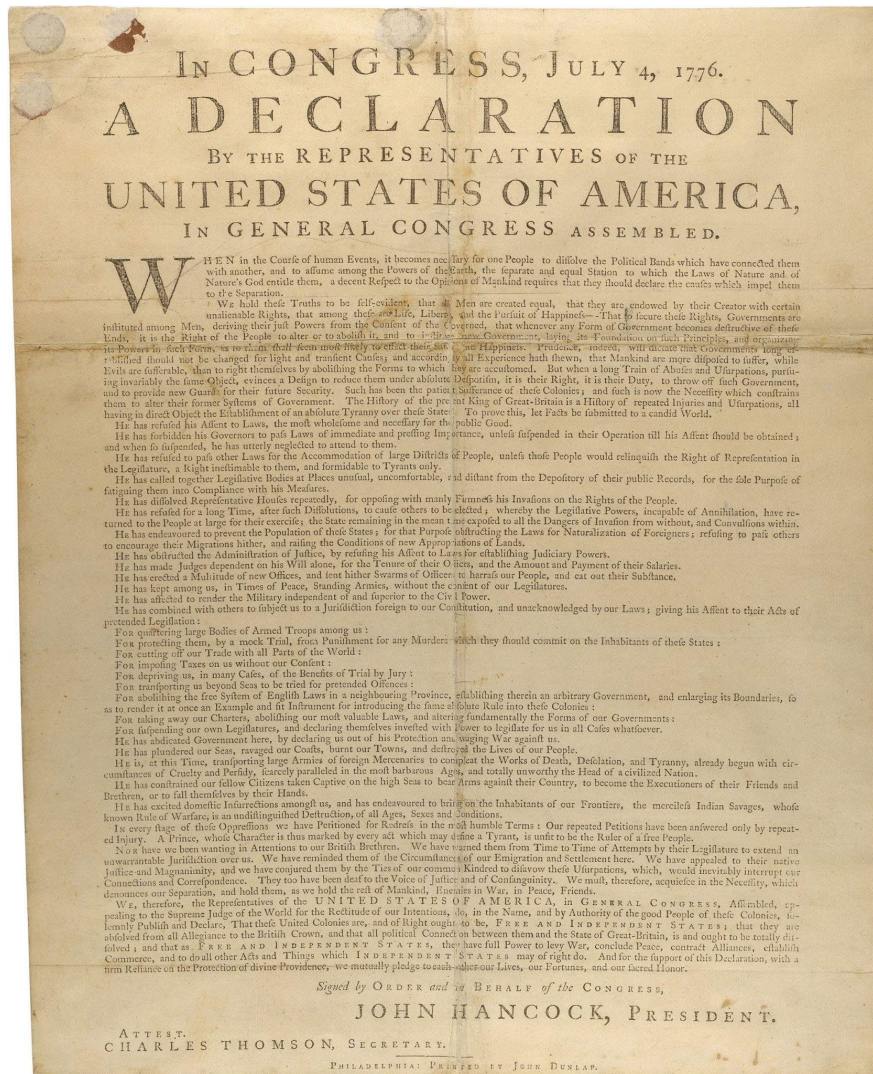 IN CONGRESS, JULY 4, 1776.
A DECLARATION
BY THE REPRESENTATIVES OF THE
UNITED STATES OF AMERICA,
IN GENERAL CONGRESS ASSEMBLED.
WHEN in the Courſe of human Events, it becomes neceſſary for one People to diſſolve the Political Bands which have connected them
with another, and to aſſume among the Powers of the Earth, the ſeparate and equal Station to which the Laws of Nature and of
Nature's God entitle them, a decent Reſpect to the Opinions of Mankind requires that they ſhould declare the cauſes which impel them
to the Separation.
We hold theſe Truths to be ſelf-evident, that all Men are created equal, that they are endowed by their Creator with certain
unalienable Rights, that among theſe are Life, Liberty, and the Purſuit of Happineſs—-That to ſecure theſe Rights, Governments are
inſtituted among Men, deriving their juſt Powers from the Conſent of the Governed, that whenever any Form of Government becomes deſtructive of theſe
Ends, it is the Right of the People to alter or to aboliſh it, and to inſtitute new Government, laying its Foundation on ſuch Principles, and organizing
its Powers in ſuch Form, as to them ſhall ſeem moſt likely to effect their Safety and Happineſs. Prudence, indeed, will dictate that Governments long eſ-
tabliſhed ſhould not be changed for light and tranſient Cauſes; and accordingly all Experience hath ſhewn, that Mankind are more diſpoſed to ſuffer, while
Evils are ſufferable, than to right themſelves by aboliſhing the Forms to which they are accuſtomed. But when a long Train of Abuſes and Uſurpations, purſu-
ing invariably the ſame Object, evinces a Deſign to reduce them under abſolute Deſpotiſm, it is their Right, it is their Duty, to throw off ſuch Government,
and to provide new Guards for their future Security. Such has been the patient Sufferance of theſe Colonies; and ſuch is now the Neceſſity which conſtrains
them to alter their former Syſtems of Government. The Hiſtory of the preſent King of Great-Britain is a Hiſtory of repeated Injuries and Uſurpations, all
having in direct Object the Eſtabliſhment of an abſolute Tyranny over theſe States. To prove this, let Facts be ſubmitted to a candid World.
HE has refuſed his Aſſent to Laws, the moſt wholeſome and neceſſary for the public Good.
HE has forbidden his Governors to paſs Laws of immediate and preſſing Importance, unleſs ſuſpended in their Operation till his Aſſent ſhould be obtained;
and when ſo ſuſpended, he has utterly neglected to attend to them.
HE has refuſed to paſs other Laws for the Accommodation of large Diſtricts of People, unleſs thoſe People would relinquiſh the Right of Repreſentation in
the Legiſlature, a Right ineſtimable to them, and formidable to Tyrants only.
HE has called together Legiſlative Bodies at Places unuſual, uncomfortable, and diſtant from the Depoſitory of their public Records, for the ſole Purpoſe of
fatiguing them into Compliance with his Meaſures.
HE has diſſolved Repreſentative Houſes repeatedly, for oppoſing with manly Firmneſs his Invaſions on the Rights of the People.
HE has refuſed for a long Time, after ſuch Diſſolutions, to cauſe others to be elected; whereby the Legiſlative Powers, incapable of Annihilation, have re-
turned to the People at large for their exerciſe; the State remaining in the mean time expoſed to all the Dangers of Invaſion from without, and Convulſions within.
HE has endeavoured to prevent the Population of theſe States; for that Purpoſe obſtructing the Laws for Naturalization of Foreigners; refuſing to paſs others
to encourage their Migrations hither, and raiſing the Conditions of new Appropriations of Lands.
HE has obſtructed the Adminiſtration of Juſtice, by refuſing his Aſſent to Laws for eſtabliſhing Judiciary Powers.
HE has made Judges dependent on his Will alone, for the Tenure of their Offices, and the Amount and Payment of their Salaries.
HE has erected a Multitude of new Offices, and ſent hither Swarms of Officers to harraſs our People, and eat out their Subſtance.
HE has kept among us, in Times of Peace, Standing Armies, without the conſent of our Legiſlatures.
HE has affected to render the Military independent of and ſuperior to the Civil Power.
HE has combined with others to ſubject us to a Juriſdiction foreign to our Conſtitution, and unacknowledged by our Laws; giving his Aſſent to their Acts of
pretended Legiſlation:
FOR quartering large Bodies of Armed Troops among us:
FOR protecting them, by a mock Trial, from Puniſhment for any Murders which they ſhould commit on the Inhabitants of theſe States:
FOR cutting off our Trade with all Parts of the World:
FOR impoſing Taxes on us without our Conſent:
FOR depriving us, in many Caſes, of the Benefits of Trial by Jury:
FOR tranſporting us beyond Seas to be tried for pretended Offences:
FOR aboliſhing the free Syſtem of Engliſh Laws in a neighbouring Province, eſtabliſhing therein an arbitrary Government, and enlarging its Boundaries, ſo
as to render it at once an Example and fit Inſtrument for introducing the ſame abſolute Rule into theſe Colonies:
FOR taking away our Charters, aboliſhing our moſt valuable Laws, and altering fundamentally the Forms of our Governments:
FOR ſuſpending our own Legiſlatures, and declaring themſelves inveſted with Power to legiſlate for us in all Caſes whatſoever.
HE has abdicated Government here, by declaring us out of his Protection and waging War againſt us.
HE has plundered our Seas, ravaged our Coaſts, burnt our Towns, and deſtroyed the Lives of our People.
HE is, at this Time, tranſporting large Armies of foreign Mercenaries to compleat the Works of Death, Deſolation, and Tyranny, already begun with cir-
cumſtances of Cruelty and Perfidy, ſcarcely paralleled in the moſt barbarous Ages, and totally unworthy the Head of a civilized Nation.
HE has conſtrained our fellow Citizens taken Captive on the high Seas to bear Arms againſt their Country, to become the Executioners of their Friends and
Brethren, or to fall themſelves by their Hands.
HE has excited domeſtic Inſurrections amongſt us, and has endeavoured to bring on the Inhabitants of our Frontiers, the mercileſs Indian Savages, whoſe
known Rule of Warfare, is an undiſtinguiſhed Deſtruction, of all Ages, Sexes and Conditions.
IN every ſtage of theſe Oppreſſions we have Petitioned for Redreſs in the moſt humble Terms: Our repeated Petitions have been anſwered only by repeat-
ed Injury. A Prince, whoſe Character is thus marked by every act which may define a Tyrant, is unfit to be the Ruler of a free People.
NOR have we been wanting in Attentions to our Britiſh Brethren. We have warned them from Time to Time of Attempts by their Legiſlature to extend an
unwarrantable Juriſdiction over us. We have reminded them of the Circumſtances of our Emigration and Settlement here. We have appealed to their native
Juſtice and Magnanimity, and we have conjured them by the Ties of our common Kindred to diſavow theſe Uſurpations, which, would inevitably interrupt our
Connections and Correſpondence. They too have been deaf to the Voice of Juſtice and of Conſanguinity. We muſt, therefore, acquieſce in the Neceſſity, which
denounces our Separation, and hold them, as we hold the reſt of Mankind, Enemies in War, in Peace, Friends.
WE, therefore, the Repreſentatives of the UNITED STATES OF AMERICA, in GENERAL CONGRESS, Aſſembled, ap-
pealing to the Supreme Judge of the World for the Rectitude of our Intentions, do, in the Name, and by Authority of the good People of theſe Colonies, ſo-
lemnly Publiſh and Declare, That theſe United Colonies are, and of Right ought to be, FREE AND INDEPENDENT STATES; that they are
abſolved from all Allegiance to the Britiſh Crown, and that all political Connection between them and the State of Great-Britain, is and ought to be totally diſ-
ſolved; and that as FREE AND INDEPENDENT STATES, they have full Power to levy War, conclude Peace, contract Alliances, eſtabliſh
Commerce, and to do all other Acts and Things which INDEPENDENT STATES may of right do. And for the ſupport of this Declaration, with a
firm Reliance on the Protection of divine Providence, we mutually pledge to each other our Lives, our Fortunes, and our ſacred Honor.
Signed by ORDER and in BEHALF of the CONGRESS,
JOHN HANCOCK, PRESIDENT.
ATTEST.
CHARLES THOMSON, SECRETARY.
PHILADELPHIA: PRINTED BY JOHN DUNLAP.